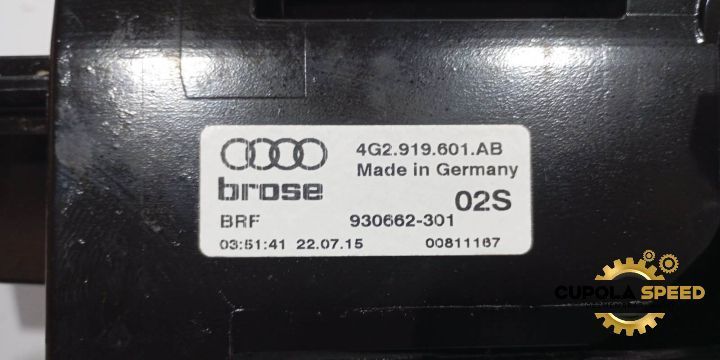 4G2.919.601.AB
Made in Germany
brose 02S
BRF 930662-301
03:51:41 22.07.15 00811167
CUPOLA SPEED